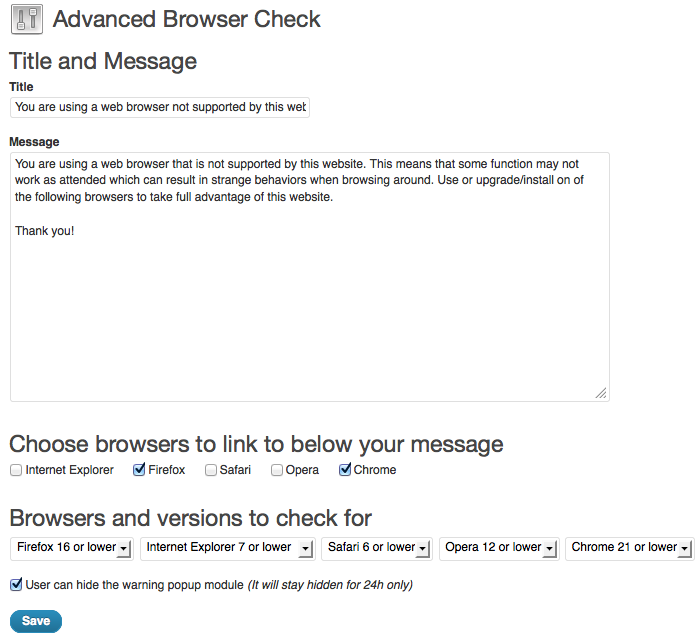 Advanced Browser Check
Title and Message
Title
You are using a web browser not supported by this wet
Message
You are using a web browser that is not supported by this website. This means that some function may not
work as attended which can result in strange behaviors when browsing around. Use or upgrade/install on of
the following browsers to take full advantage of this website.
Thank you!
Choose browsers to link to below your message
Internet Explorer Firefox Safari Opera Chrome
Browsers and versions to check for
Firefox 16 or lower Internet Explorer 7 or lower Safari 6 or lower Opera 12 or lower Chrome 21 or lower
User can hide the warning popup module (It will stay hidden for 24h only)
Save